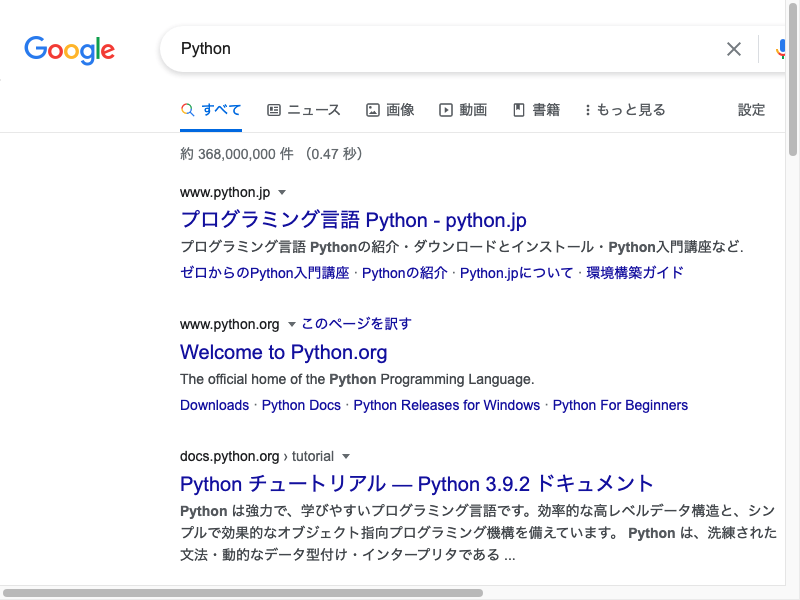 Google
Python
すべて
ニュース
画像
動画
書籍
もっと見る
設定
約 368,000,000 件 （0.47 秒）
www.python.jp
プログラミング言語 Python - python.jp
プログラミング言語 Pythonの紹介・ダウンロードとインストール・Python入門講座など.
ゼロからのPython入門講座 · Pythonの紹介 · Python.jpについて · 環境構築ガイド
www.python.org このページを訳す
Welcome to Python.org
The official home of the Python Programming Language.
Downloads · Python Docs · Python Releases for Windows · Python For Beginners
docs.python.org › tutorial
Python チュートリアル — Python 3.9.2 ドキュメント
Python は強力で、学びやすいプログラミング言語です。効率的な高レベルデータ構造と、シン
プルで効果的なオブジェクト指向プログラミング機構を備えています。 Python は、洗練された
文法・動的なデータ型付け・インタープリタである ...